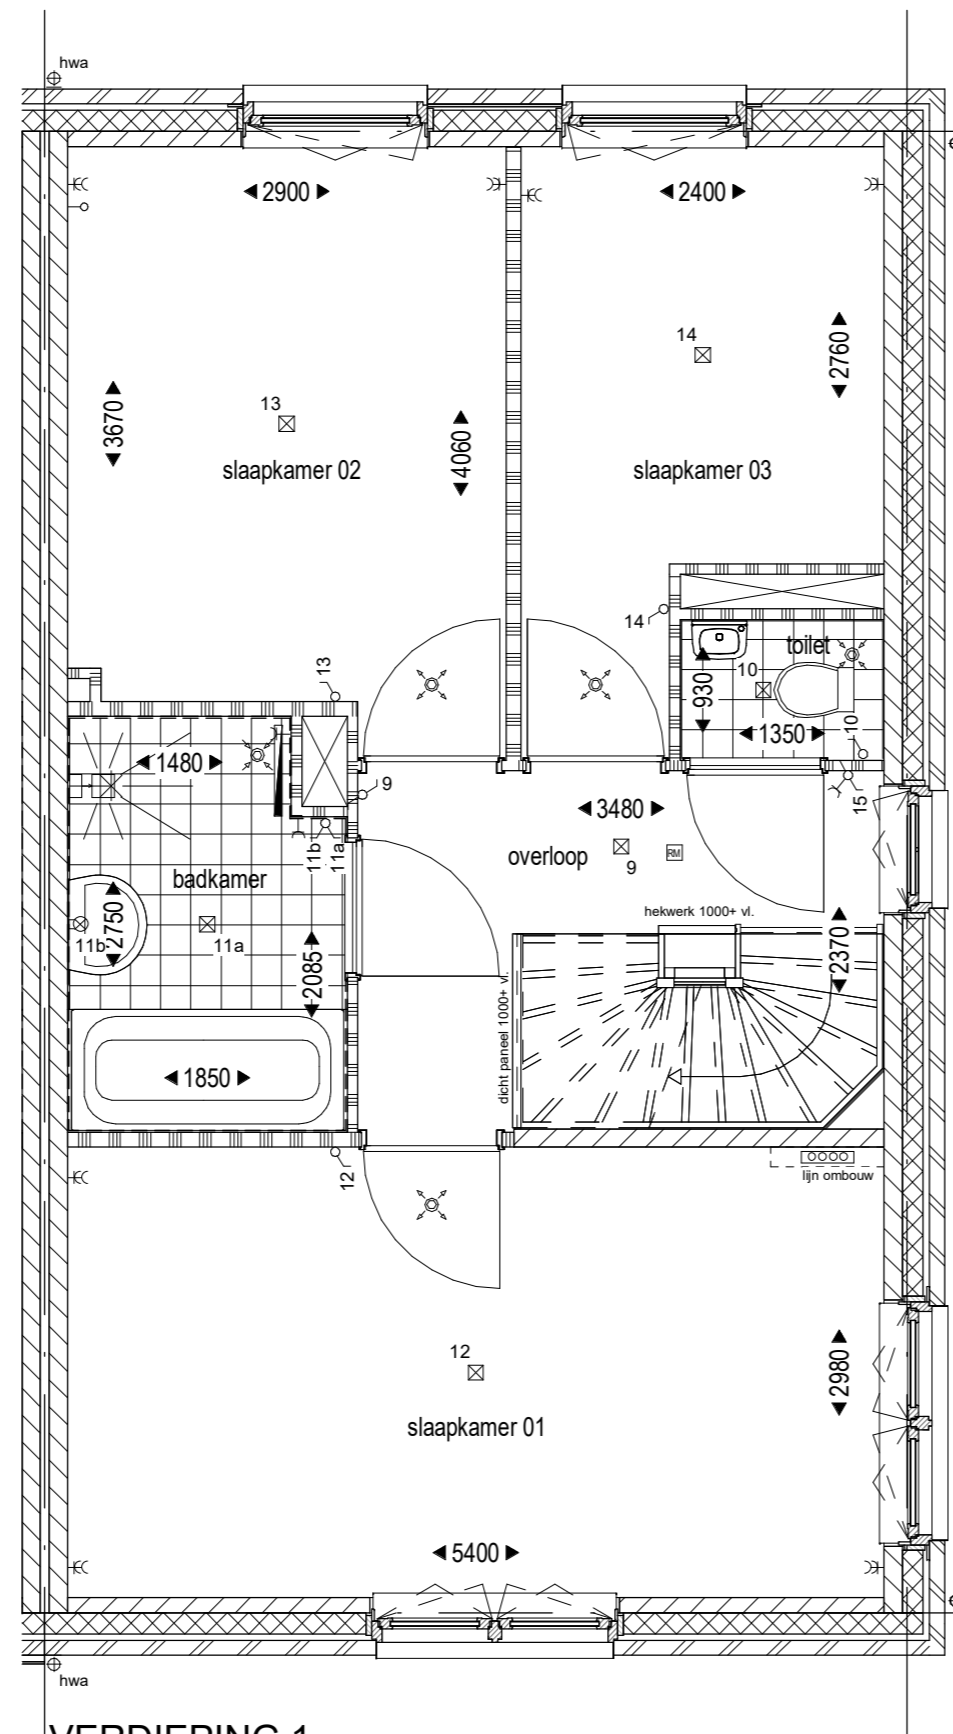 hwa
2900
2400
14
2760
13
3670
4060
slaapkamer 02
slaapkamer 03
14
toilet
13
10
930
1350
10
1480
9
3480
15
11b
11a
overloop
9
RM
badkamer
hekwerk 1000+ vl.
2750
11b
11a
2085
2370
dicht paneel 1000+ vl.
1850
12
lijn ombouw
12
2980
slaapkamer 01
5400
hwa
VERDIEPING 1